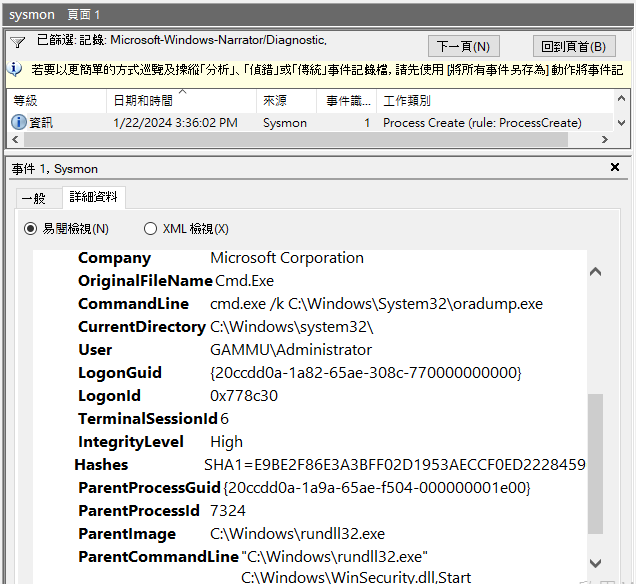 sysmon 頁面 1
已篩選: 記錄: Microsoft-Windows-Narrator/Diagnostic,
下一頁(N)
回到頁首(B)
若要以更簡單的方式巡覽及操縱「分析」、「偵錯」或「傳統」事件記錄檔，請先使用 [將所有事件另存為] 動作將事件記
等級 日期和時間 來源 事件識... 工作類別
資訊 1/22/2024 3:36:02 PM Sysmon 1 Process Create (rule: ProcessCreate)
事件 1, Sysmon
一般 詳細資料
易閱檢視(N) XML 檢視(X)
Company Microsoft Corporation
OriginalFileName Cmd.Exe
CommandLine cmd.exe /k C:\Windows\System32\oradump.exe
CurrentDirectory C:\Windows\system32\
User GAMMU\Administrator
LogonGuid {20ccdd0a-1a82-65ae-308c-770000000000}
LogonId 0x778c30
TerminalSessionId 6
IntegrityLevel High
Hashes SHA1=E9BE2F86E3A3BFF02D1953AECCF0ED2228459
ParentProcessGuid {20ccdd0a-1a9a-65ae-f504-000000001e00}
ParentProcessId 7324
ParentImage C:\Windows\rundll32.exe
ParentCommandLine "C:\Windows\rundll32.exe"
C:\Windows\WinSecurity.dll,Start